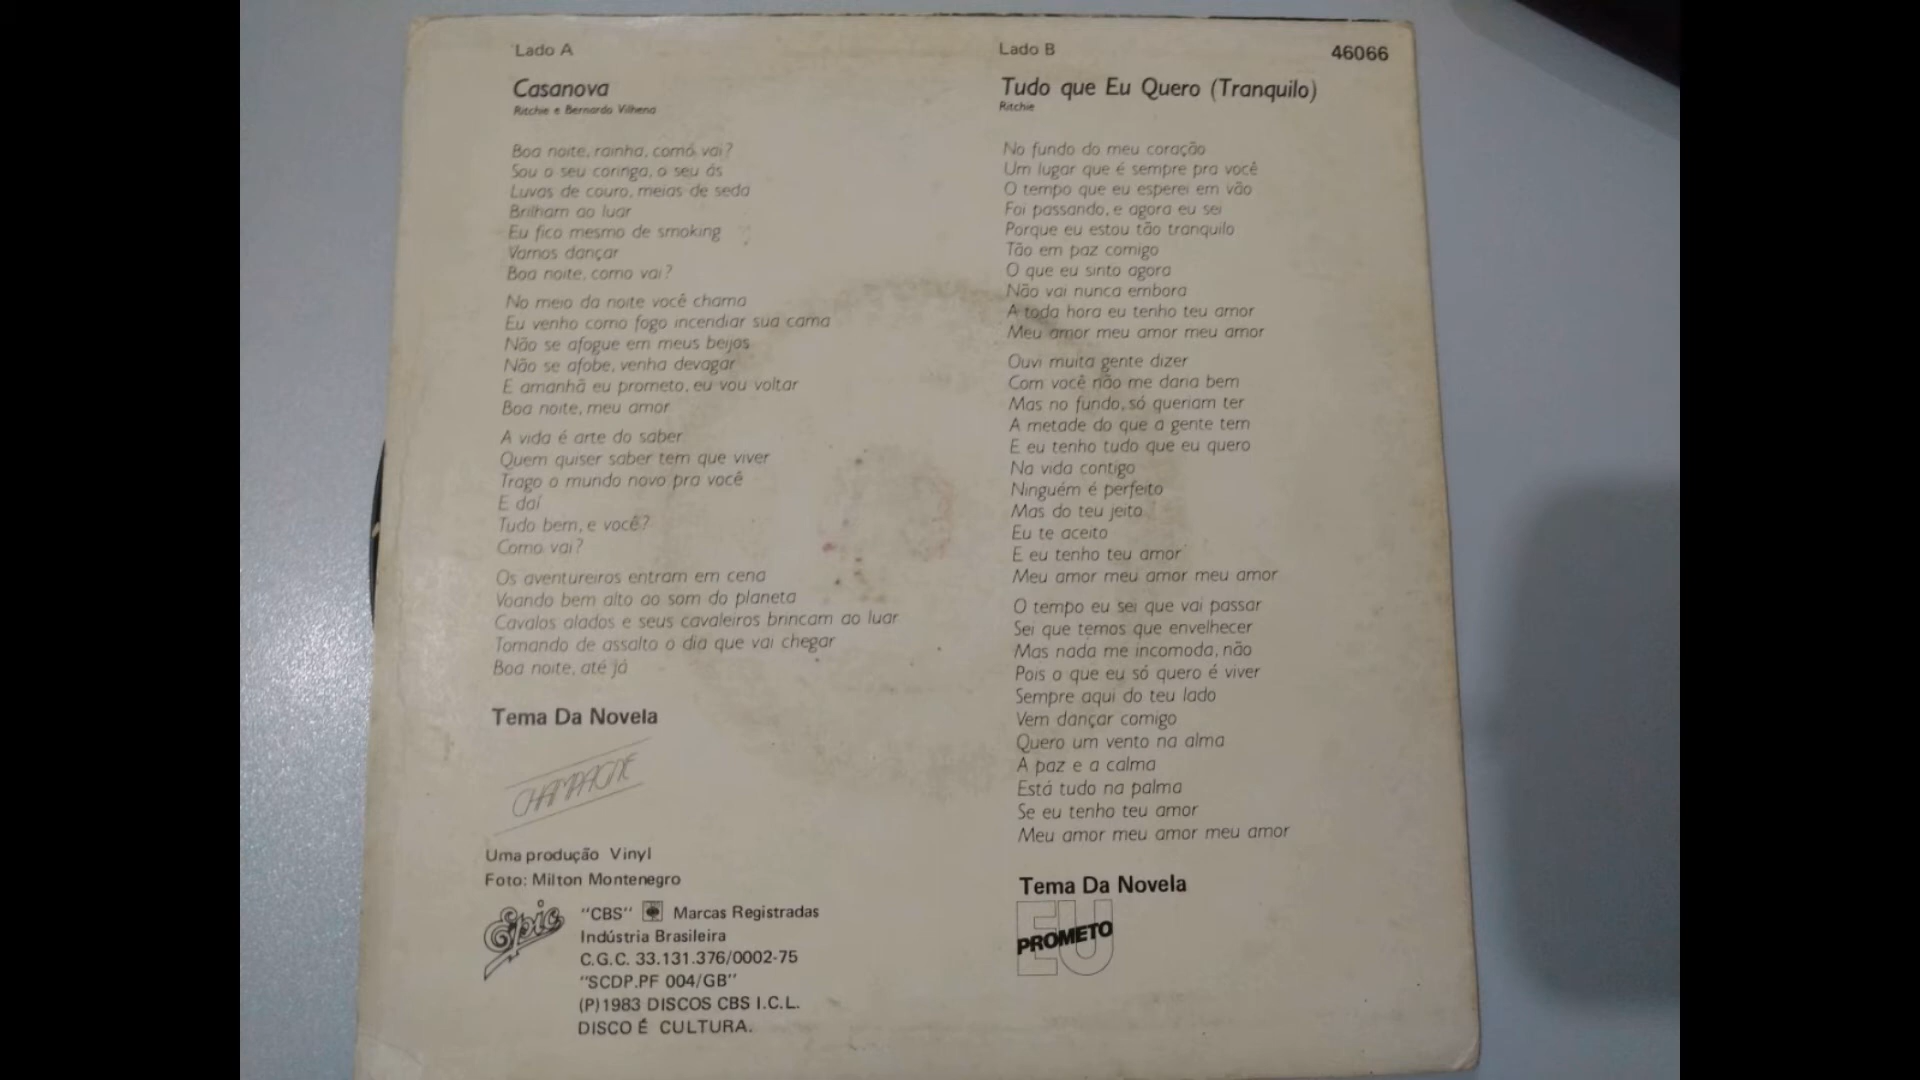 Lado A
Casanova
Ritchie e Bernardo Vilhena
Boa noite, rainha, como vai?
Sou o seu coringa, o seu ás
Luvas de couro, meias de seda
Brilham ao luar
Eu fico mesmo de smoking
Vamos dançar
Boa noite, como vai?
No meio da noite você chama
Eu venho como fogo incendiar sua cama
Não se afogue em meus beijos
Não se afobe, venha devagar
E amanhã eu prometo, eu vou voltar
Boa noite, meu amor
A vida é arte do saber
Quem quiser saber tem que viver
Trago o mundo novo pra você
E daí
Tudo bem, e você?
Como vai?
Os aventureiros entram em cena
Voando bem alto ao som do planeta
Cavalos alados e seus cavaleiros brincam ao luar
Tomando de assalto o dia que vai chegar
Boa noite, até já
Tema Da Novela
CHAMPAGNE
Uma produção Vinyl
Foto: Milton Montenegro
Epic
"CBS" Marcas Registradas
Indústria Brasileira
C.G.C. 33.131.376/0002-75
"SCDP.PF 004/GB"
(P)1983 DISCOS CBS I.C.L.
DISCO É CULTURA.
Lado B
46066
Tudo que Eu Quero (Tranquilo)
Ritchie
No fundo do meu coração
Um lugar que é sempre pra você
O tempo que eu esperei em vão
Foi passando, e agora eu sei
Porque eu estou tão tranquilo
Tão em paz comigo
O que eu sinto agora
Não vai nunca embora
A toda hora eu tenho teu amor
Meu amor meu amor meu amor
Ouvi muita gente dizer
Com você não me daria bem
Mas no fundo, só queriam ter
A metade do que a gente tem
E eu tenho tudo que eu quero
Na vida contigo
Ninguém é perfeito
Mas do teu jeito
Eu te aceito
E eu tenho teu amor
Meu amor meu amor meu amor
O tempo eu sei que vai passar
Sei que temos que envelhecer
Mas nada me incomoda, não
Pois o que eu só quero é viver
Sempre aqui do teu lado
Vem dançar comigo
Quero um vento na alma
A paz e a calma
Está tudo na palma
Se eu tenho teu amor
Meu amor meu amor meu amor
Tema Da Novela
EU
PROMETO